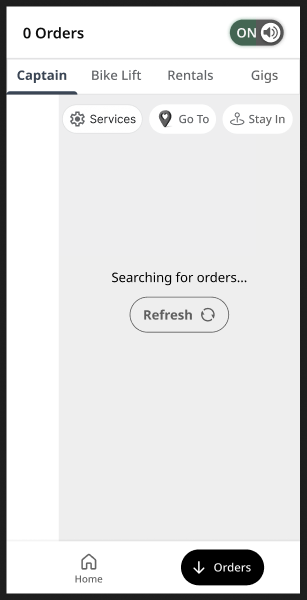 0 Orders
ON
Captain Bike Lift Rentals Gigs
Services Go To Stay In
Searching for orders...
Refresh
Home
Orders